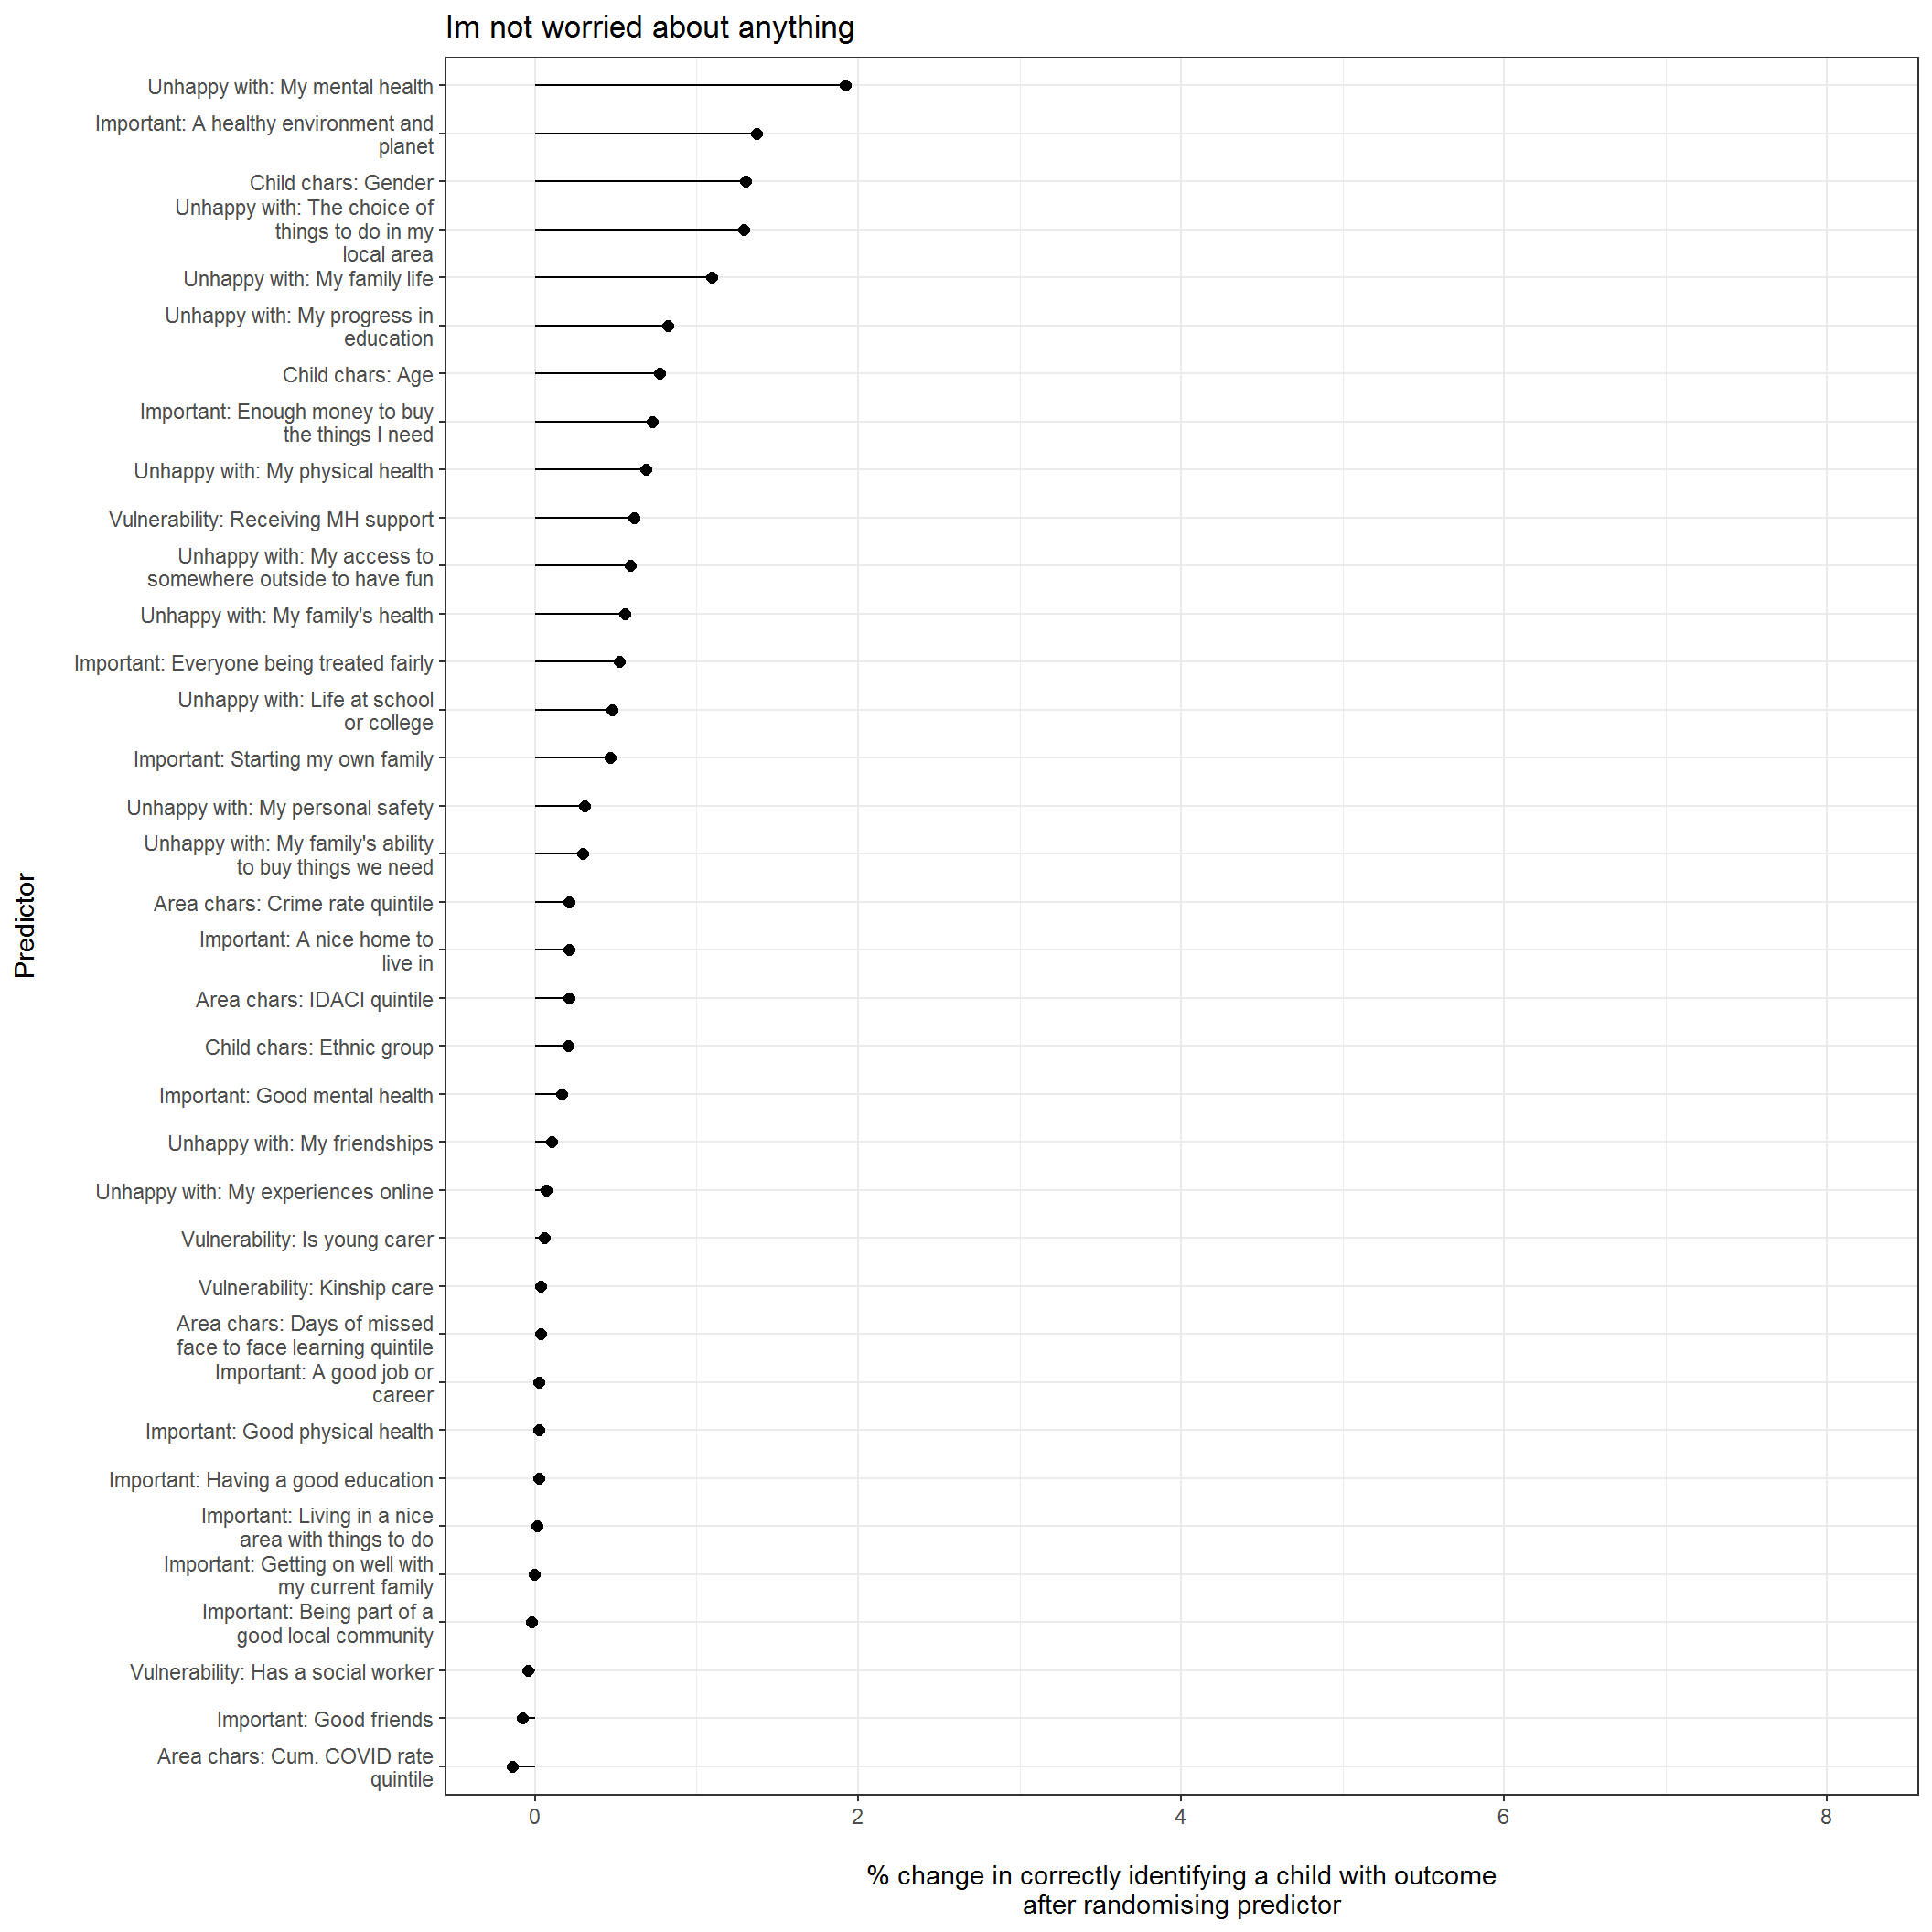 Im not worried about anything
Unhappy with: My mental health
Important: A healthy environment and
planet
Child chars: Gender
Unhappy with: The choice of
things to do in my
local area
Unhappy with: My family life
Unhappy with: My progress in
education
Child chars: Age
Important: Enough money to buy
the things I need
Unhappy with: My physical health
Vulnerability: Receiving MH support
Unhappy with: My access to
somewhere outside to have fun
Unhappy with: My family's health
Important: Everyone being treated fairly
Unhappy with: Life at school
or college
Important: Starting my own family
Unhappy with: My personal safety
Unhappy with: My family's ability
to buy things we need
Area chars: Crime rate quintile
Important: A nice home to
live in
Area chars: IDACI quintile
Child chars: Ethnic group
Important: Good mental health
Unhappy with: My friendships
Unhappy with: My experiences online
Vulnerability: Is young carer
Vulnerability: Kinship care
Area chars: Days of missed
face to face learning quintile
Important: A good job or
career
Important: Good physical health
Important: Having a good education
Important: Living in a nice
area with things to do
Important: Getting on well with
my current family
Important: Being part of a
good local community
Vulnerability: Has a social worker
Important: Good friends
Area chars: Cum. COVID rate
quintile
Predictor
0 2 4 6 8
% change in correctly identifying a child with outcome
after randomising predictor